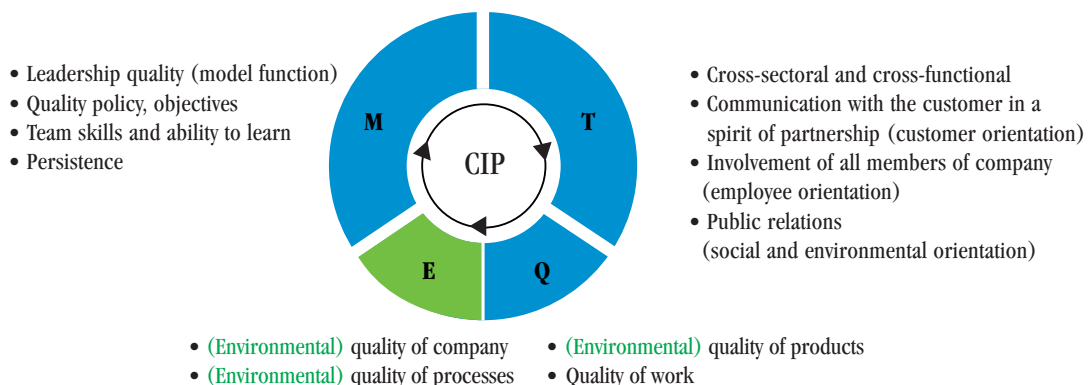 • Leadership quality (model function)
• Quality policy, objectives
• Team skills and ability to learn
• Persistence
M
T
CIP
E
Q
• Cross-sectoral and cross-functional
• Communication with the customer in a
spirit of partnership (customer orientation)
• Involvement of all members of company
(employee orientation)
• Public relations
(social and environmental orientation)
• (Environmental) quality of company
• (Environmental) quality of processes
• (Environmental) quality of products
• Quality of work